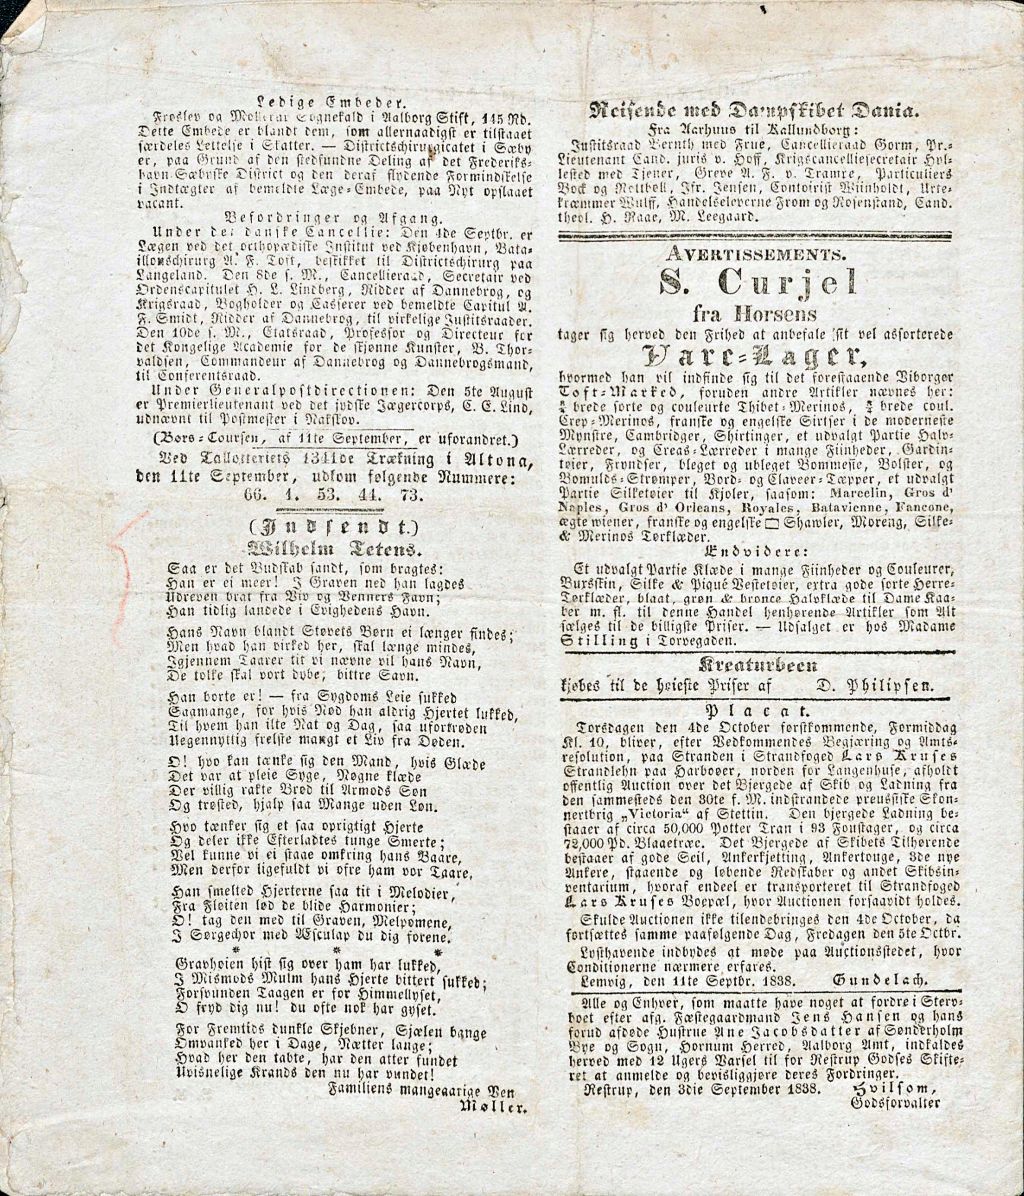 Ledige Embeder.
Frøslev og Mollerup Sognekald i Aalborg Stift, 145 Rd.
Dette Embede er blandt dem, som allernaadigst er tilstaaet
særdeles Lettelse i Skatter. — Districtschirurgicatet i Sæby
er, paa Grund af den stedfundne Deling af det Frederiks-
havn-Sæbyske District og den deraf flydende Formindskelse
i Indtægter af bemeldte Læge-Embede, paa Nyt opslaaet
vacant.
Befordringer og Afgang.
Under det danske Cancellie: Den 4de Septbr. er
Lægen ved det orthopædiske Institut ved Kjøbenhavn, Bata-
illonschirurg A. F. Toft, beskikket til Districtschirurg paa
Langeland. Den 8de s. M., Cancellieraad, Secretair ved
Ordenscapitulet H. L. Lindberg, Ridder af Dannebrog, og
Krigsraad, Bogholder og Casserer ved bemeldte Capitul A.
F. Smidt, Ridder af Dannebrog, til virkelige Justitsraader.
Den 10de s. M., Etatsraad, Professor og Directeur for
det Kongelige Academie for de skjønne Kunster, B. Thor-
valdsen, Commandeur af Dannebrog og Dannebrogsmand,
til Conferentsraad.
Under Generalpostdirectionen: Den 5te August
er Premierlieutenant ved det jydske Jægercorps, C. E. Lind,
udnævnt til Postmester i Nakskov.
(Børs-Coursen, af 11te September, er uforandret.)
Ved Tallotteriets 1341de Trækning i Altona,
den 11te September, udkom følgende Nummere:
66. 1. 53. 44. 73.
(Indsendt.)
Wilhelm Tetens.
Saa er det Budskab sandt, som bragtes:
Han er ei meer! I Graven ned han lagdes
Udreven brat fra Viv og Venners Favn;
Han tidlig landede i Evighedens Havn.
Hans Navn blandt Støvets Børn ei længer findes;
Men hvad han virked her, skal længe mindes,
Igjennem Taarer tit vi nævne vil hans Navn,
De tolke skal vort dybe, bittre Savn.
Han borte er! — fra Sygdoms Leie sukked
Saamange, for hvis Nød han aldrig Hjertet lukked,
Til hvem han ilte Nat og Dag, saa uforkroden
Uegennyttig frelste mangt et Liv fra Døden.
O! hvo kan tænke sig den Mand, hvis Glæde
Det var at pleie Syge, Nøgne klæde
Der villig rakte Brød til Armods Søn
Og trøsted, hjalp saa Mange uden Løn.
Hvo tænker sig et saa oprigtigt Hjerte
Og deler ikke Efterladtes tunge Smerte;
Vel kunne vi ei staae omkring hans Baare,
Men derfor ligefuldt vi ofre ham vor Taare,
Han smelted Hjerterne saa tit i Melodier,
Fra Fløiten lød de blide Harmonier;
O! tag den med til Graven, Melpomene,
I Sørgechor med Æsculap du dig forene.
* * *
Gravhøien hist sig over ham har lukked,
I Mismods Mulm hans Hjerte bittert sukked;
Forsvunden Taagen er for Himmellyset,
O fryd dig nu! du ofte nok har gyset.
For Fremtids dunkle Skjebner, Sjælen bange
Omvanked her i Dage, Nætter lange;
Hvad her den tabte, har den atter fundet
Uvisnelige Krands den nu har vundet!
Familiens mangeaarige Ven
Møller.
Reisende med Dampskibet Dania.
Fra Aarhuus til Kallundborg:
Justitsraad Bernth med Frue, Cancelliraad Gorm, Pr.-
Lieutenant Cand. juris v. Hoff, Krigscancelliesecretair Hyl-
lested med Tjener, Greve A. F. v. Trampe, Particuliers
Bock og Rottbøll, Jfr. Jensen, Contoirist Wiinholdt, Urte-
kræmmer Wulff, Handelseleverne From og Rosenstand, Cand.
theol. H. Raae, M. Leegaard.
AVERTISSEMENTS.
S. Curjel
fra Horsens
tager sig herved den Frihed at anbefale sit vel assorterede
Vare-Lager,
hvormed han vil indfinde sig til det forestaaende Viborger
Toft-Marked, foruden andre Artikler nævnes her:
brede sorte og couleurte Thibet-Merinos, brede coul.
Crep-Merinos, franske og engelske Sirtser i de moderneste
Mynstre, Cambridger, Shirtinger, et udvalgt Partie Halv-
Lærreder, og Creas-Lærreder i mange Fiinheder, Gardin-
tøier, Fryndser, bleget og ubleget Bommesie, Bolster, og
Bomulds-Strømper, Bord- og Claveer-Tæpper, et udvalgt
Partie Silketøier til Kjoler, saasom: Marcelin, Gros d'
Naples, Gros d' Orleans, Royales, Batavienne, Fancone,
ægte wiener, franske og engelske □ Shawler, Moreng, Silke-
& Merinos Tørklæder.
Endvidere:
Et udvalgt Partie Klæde i mange Fiinheder og Couleurer,
Bursskin, Silke & Piqué Vestetøier, extra gode sorte Herre-
Tørklæder, blaat, grøn & bronce Halvklæde til Dame Kaa-
ber m. fl. til denne Handel henhørende Artikler som Alt
sælges til de billigste Priser. — Udsalget er hos Madame
Stilling i Torvegaden.
Kreaturbeen
kjøbes til de høieste Priser af D. Philipsen.
Placat.
Torsdagen den 4de October førstkommende, Formiddag
Kl. 10, bliver, efter Vedkommendes Begjæring og Amts-
resolution, paa Stranden i Strandfoged Lars Kruses
Strandlehn paa Harboøer, norden for Langenhuse, afholdt
offentlig Auction over det Bjergede af Skib og Ladning fra
den sammesteds den 30te f. M. indstrandede preussiske Skon-
nertbrig „Victoria“ af Stettin. Den bjergede Ladning be-
staaer af circa 50,000 Potter Tran i 93 Foustager, og circa
72,000 Pd. Blaaetræe. Det Bjergede af Skibets Tilhørende
bestaaer af gode Seil, Ankerkjetting, Ankertouge, 3de nye
Ankere, staaende og løbende Redskaber og andet Skibsin-
ventarium, hvoraf endeel er transporteret til Strandfoged
Lars Kruses Boepæl, hvor Auctionen forsaavidt holdes.
Skulde Auctionen ikke tilendebringes den 4de October, da
fortsættes samme paafølgende Dag, Fredagen den 5te Octbr.
Lysthavende indbydes at møde paa Auctionsstedet, hvor
Conditionerne nærmere erfares.
Lemvig, den 11te Septbr. 1838. Gundelach.
Alle og Enhver, som maatte have noget at fordre i Sterv-
boet efter afg. Fæstegaardmand Jens Hansen og hans
forud afdøde Hustrue Ane Jacobsdatter af Sønderholm
Bye og Sogn, Hornum Herred, Aalborg Amt, indkaldes
herved med 12 Ugers Varsel til for Restrup Godses Skifte-
ret at anmelde og bevisliggjøre deres Fordringer.
Restrup, den 3die September 1838. Hvilsom,
Godsforvalter